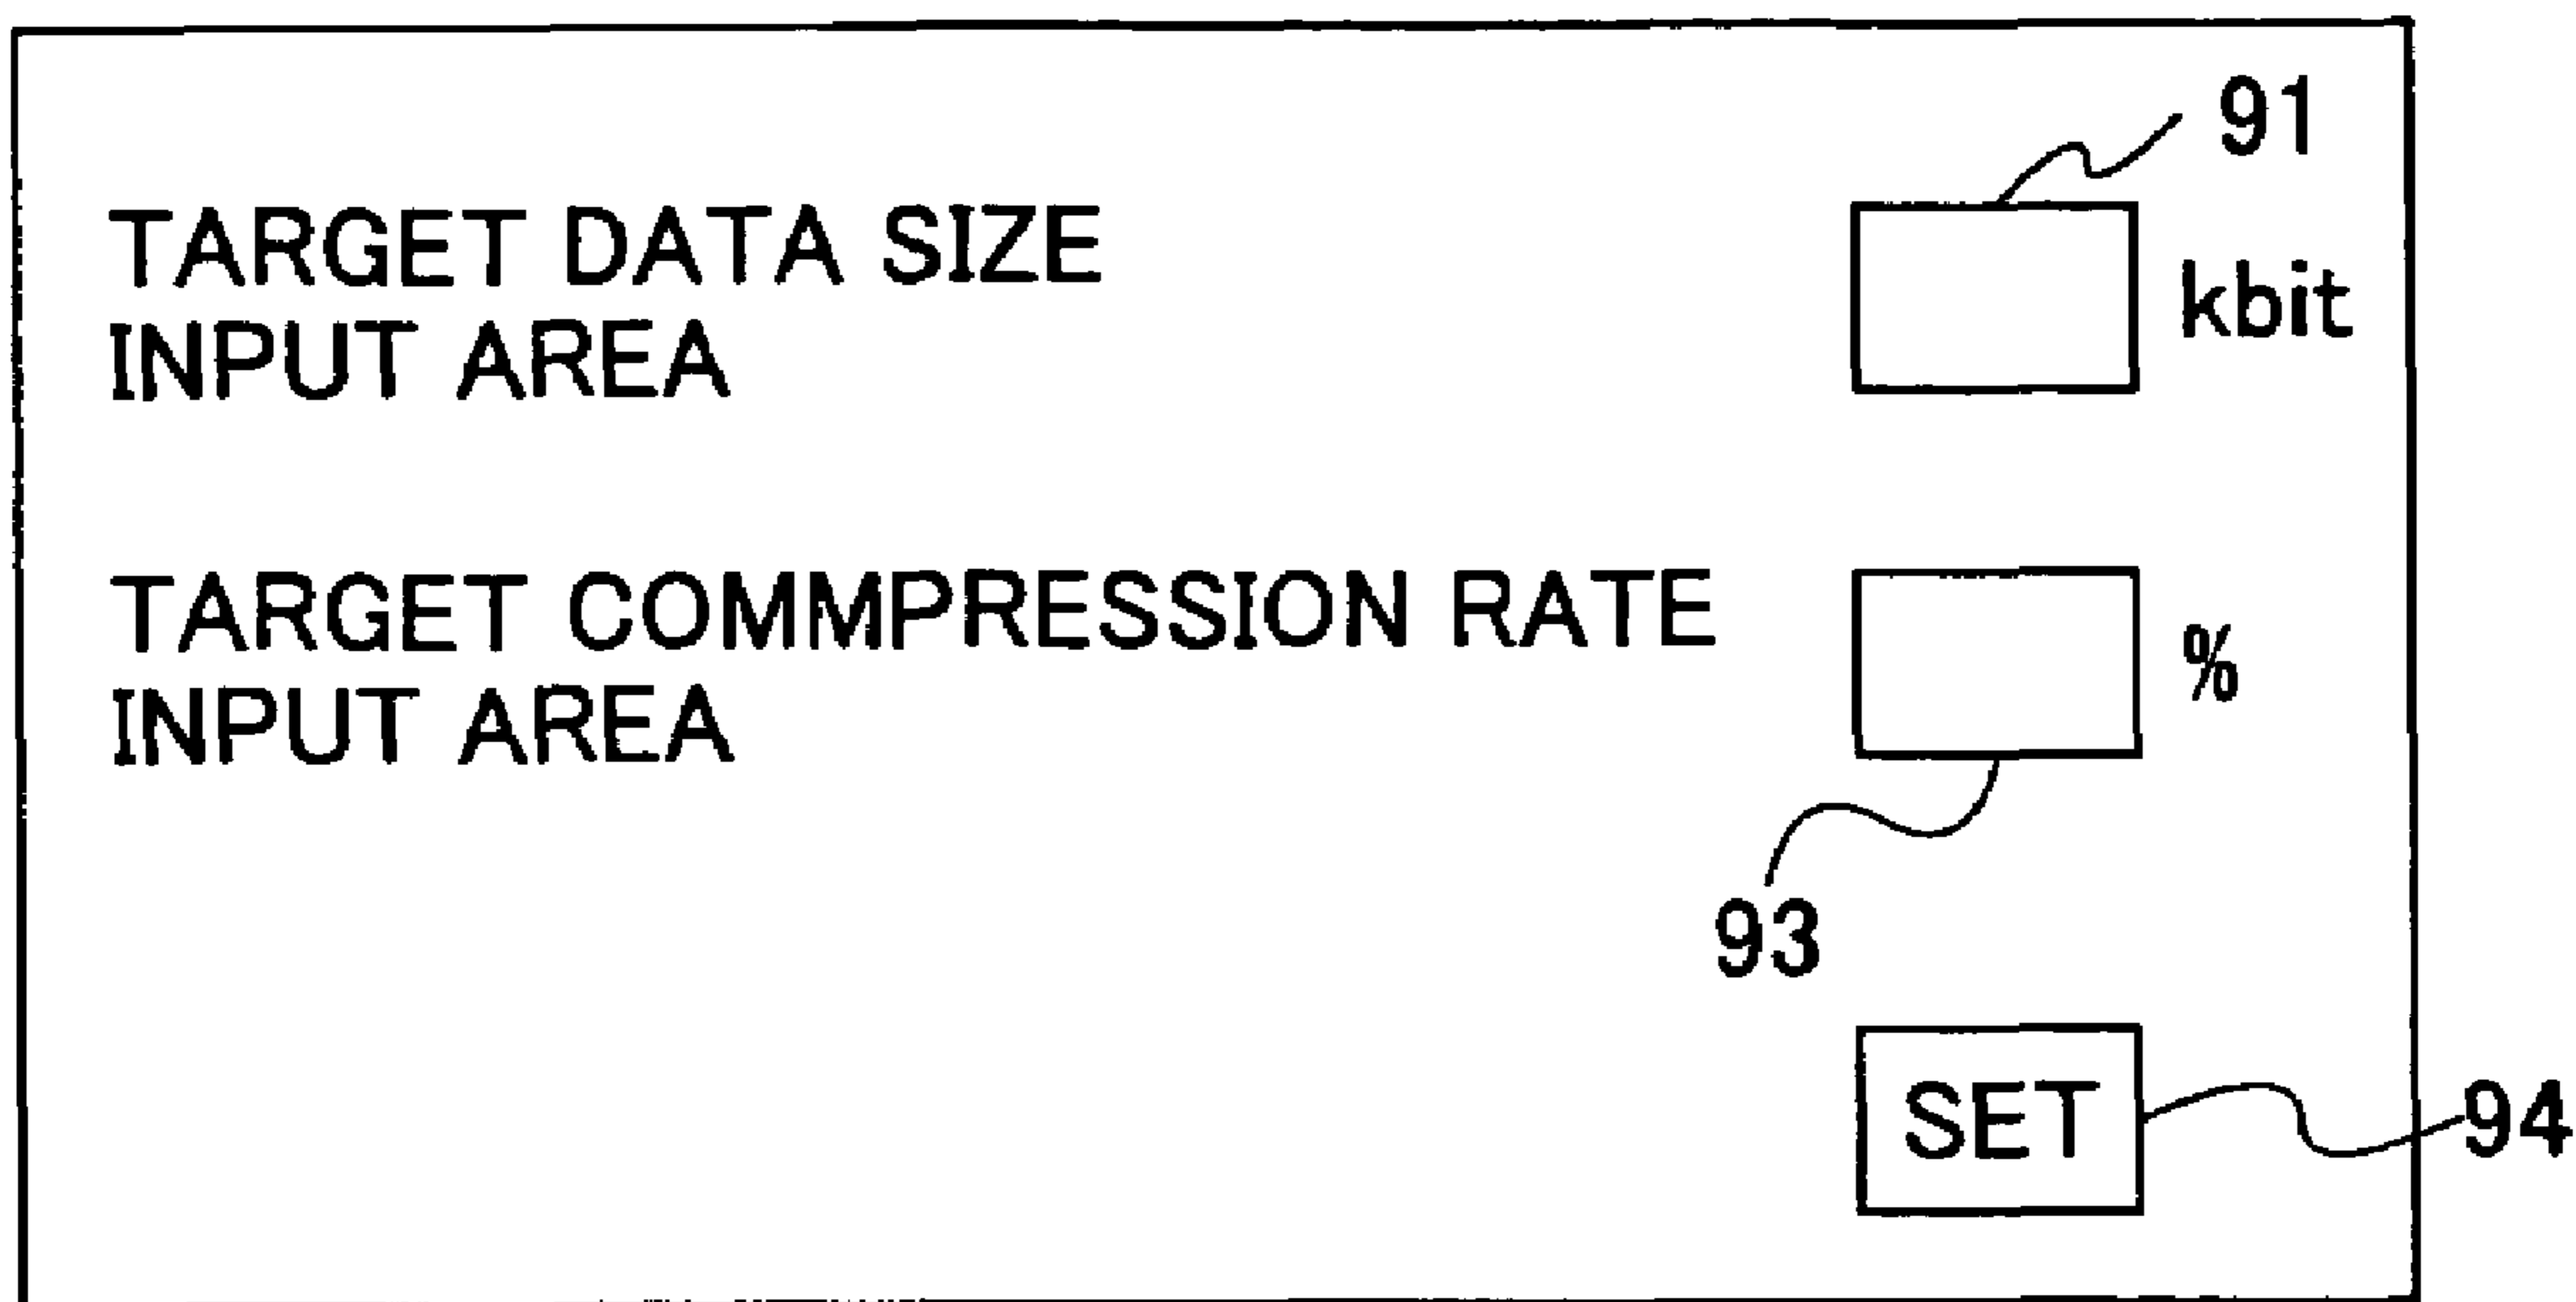 91
TARGET DATA SIZE
INPUT AREA
kbit
TARGET COMMPRESSION RATE
INPUT AREA
%
93
SET
94